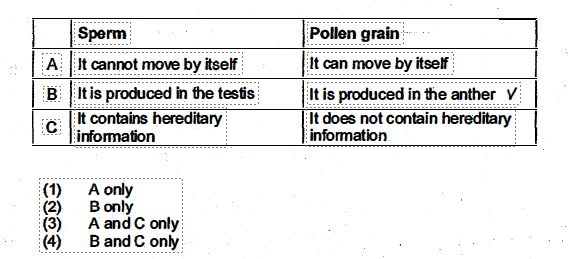 Sperm Pollen grain
A It cannot move by itself It can move by itself
B It is produced in the testis It is produced in the anther ✓
C It contains hereditary It does not contain hereditary
information information
(1) A only
(2) B only
(3) A and C only
(4) B and C only